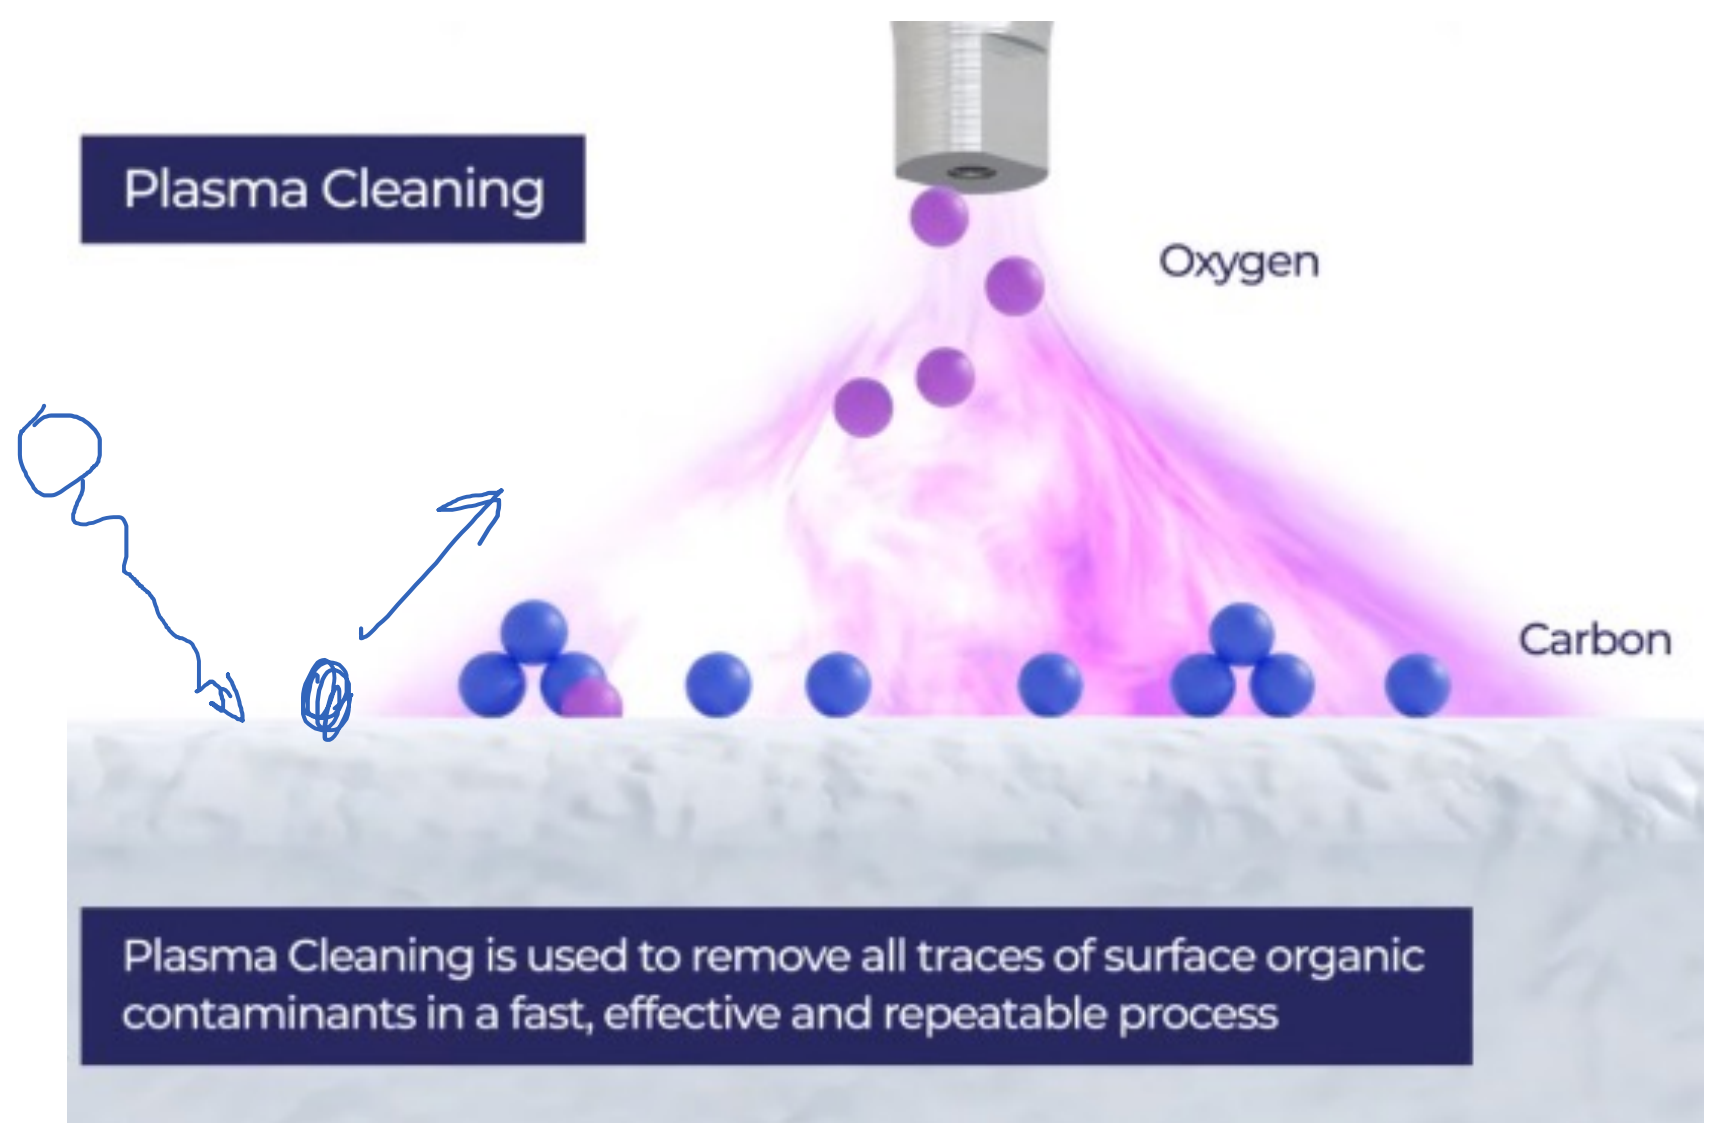 Plasma Cleaning
Oxygen
Carbon
Plasma Cleaning is used to remove all traces of surface organic
contaminants in a fast, effective and repeatable process